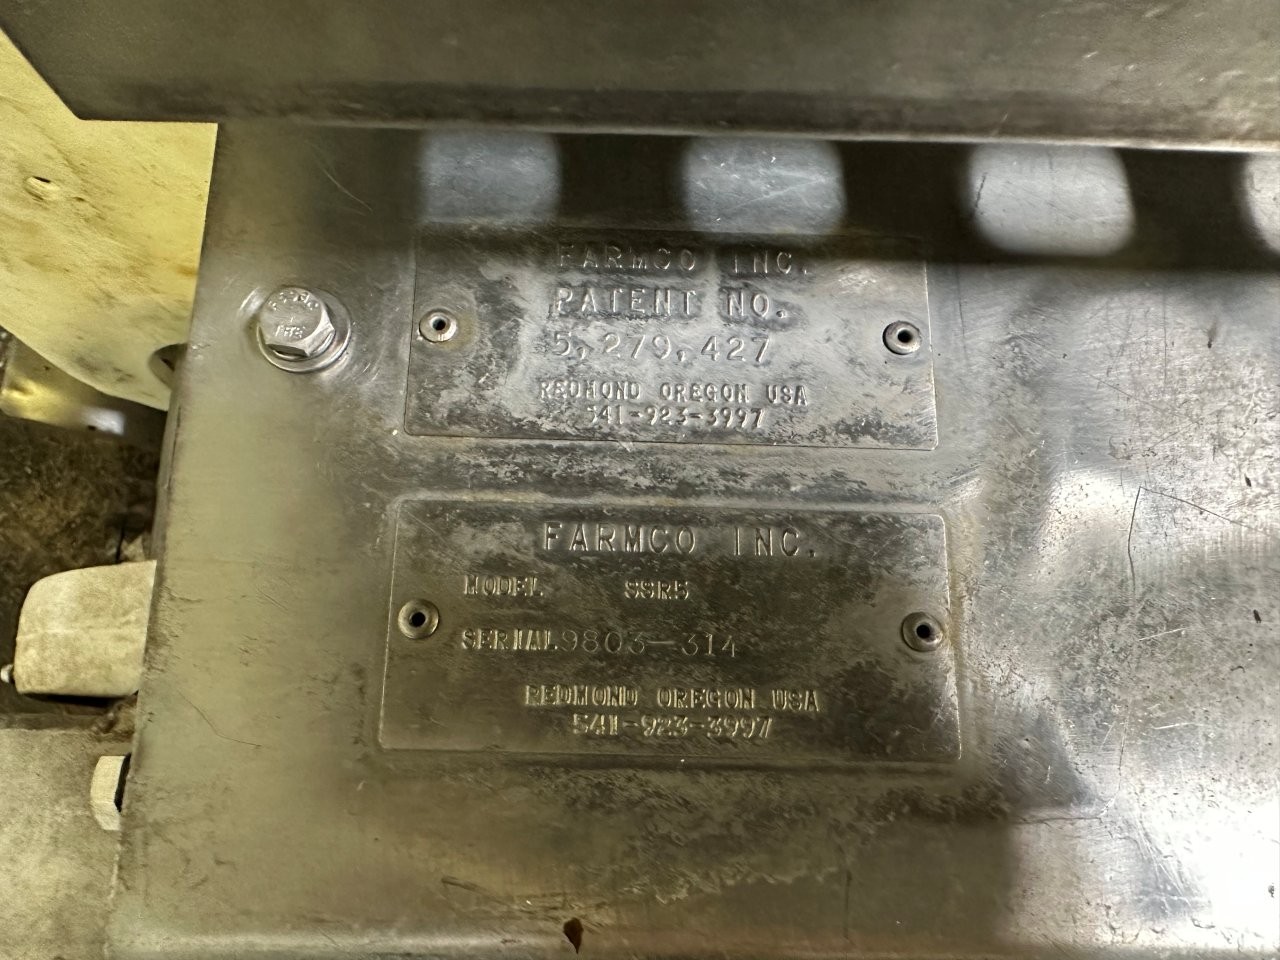 FARMCO INC.
PATENT NO.
5,279,427
REDMOND OREGON USA
541-923-3997
FARMCO INC.
MODEL SSR5
SERIAL 9803-314
REDMOND OREGON USA
541-923-3997